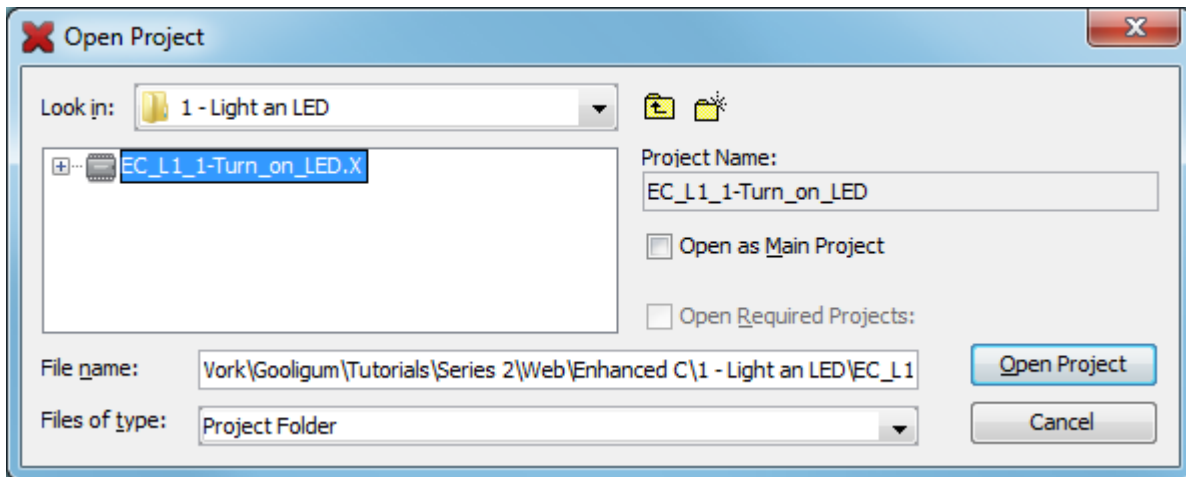 Open Project
Look in: 1 - Light an LED
EC_L1_1-Turn_on_LED.X
Project Name:
EC_L1_1-Turn_on_LED
Open as Main Project
Open Required Projects:
File name: Vork\Gooligum\Tutorials\Series 2\Web\Enhanced C\1 - Light an LED\EC_L1 Open Project
Files of type: Project Folder Cancel